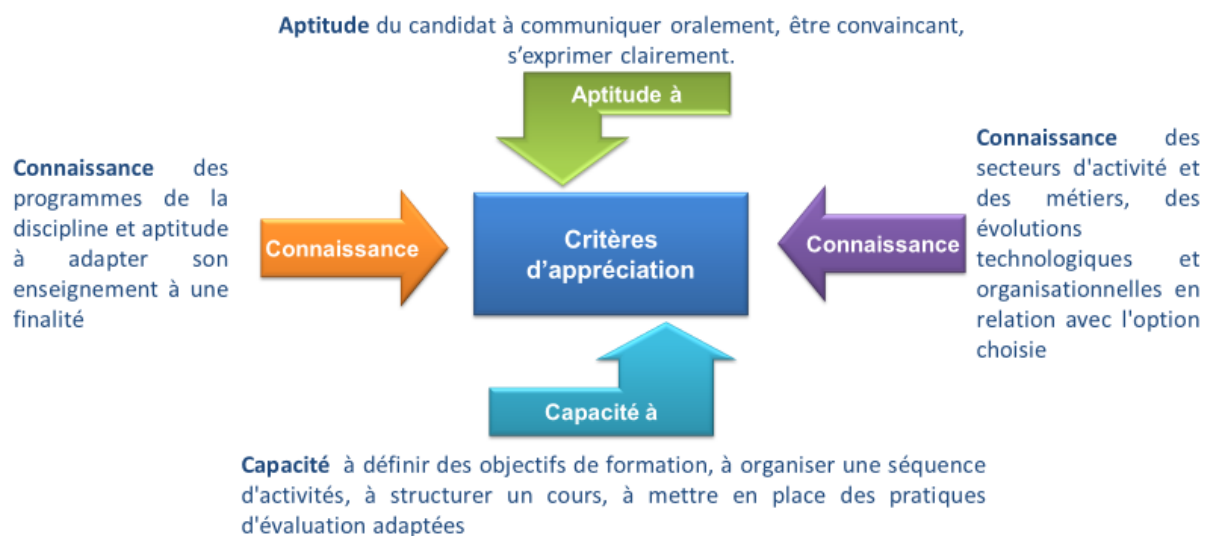 Aptitude du candidat à communiquer oralement, être convaincant,
s’exprimer clairement.
Aptitude à
Connaissance des
programmes de la
discipline et aptitude
à adapter son
enseignement à une
finalité
Connaissance
Critères
d’appréciation
Connaissance
Connaissance des
secteurs d'activité et
des métiers, des
évolutions
technologiques et
organisationnelles en
relation avec l'option
choisie
Capacité à
Capacité à définir des objectifs de formation, à organiser une séquence
d'activités, à structurer un cours, à mettre en place des pratiques
d'évaluation adaptées